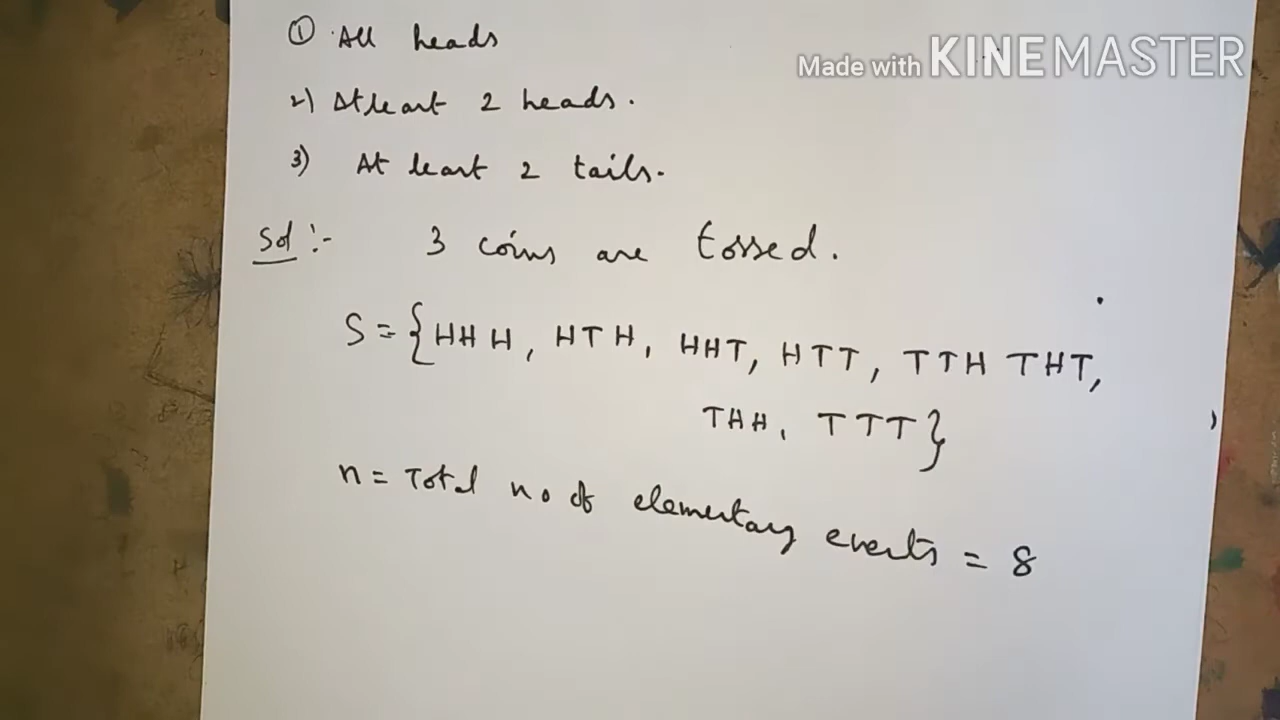 ① All heads
Made with KINEMASTER
2) Atleast 2 heads.
3) At least 2 tails.
Sol :- 3 coins are tossed.
S = { HHH, HTH, HHT, HTT, TTH THT,
THH, TTT }
n = Total no of elementary events = 8